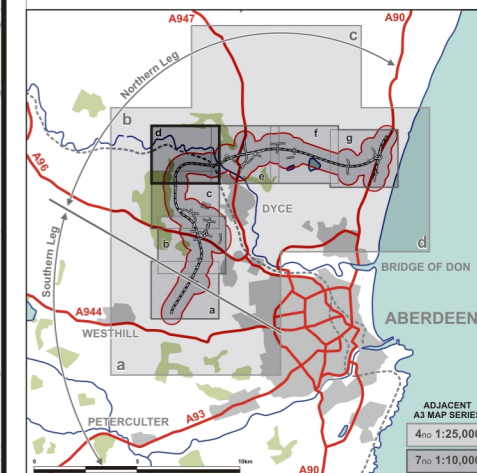 A947
A90
c
Northern Leg
b
d
f
g
A96
e
c
DYCE
b
d
Southern Leg
BRIDGE OF DON
a
A944
ABERDEEN
WESTHILL
a
ADJACENT
A3 MAP SERIES
PETERCULTER
A93
4no 1:25,000
7no 1:10,000
0 5 10km
A90